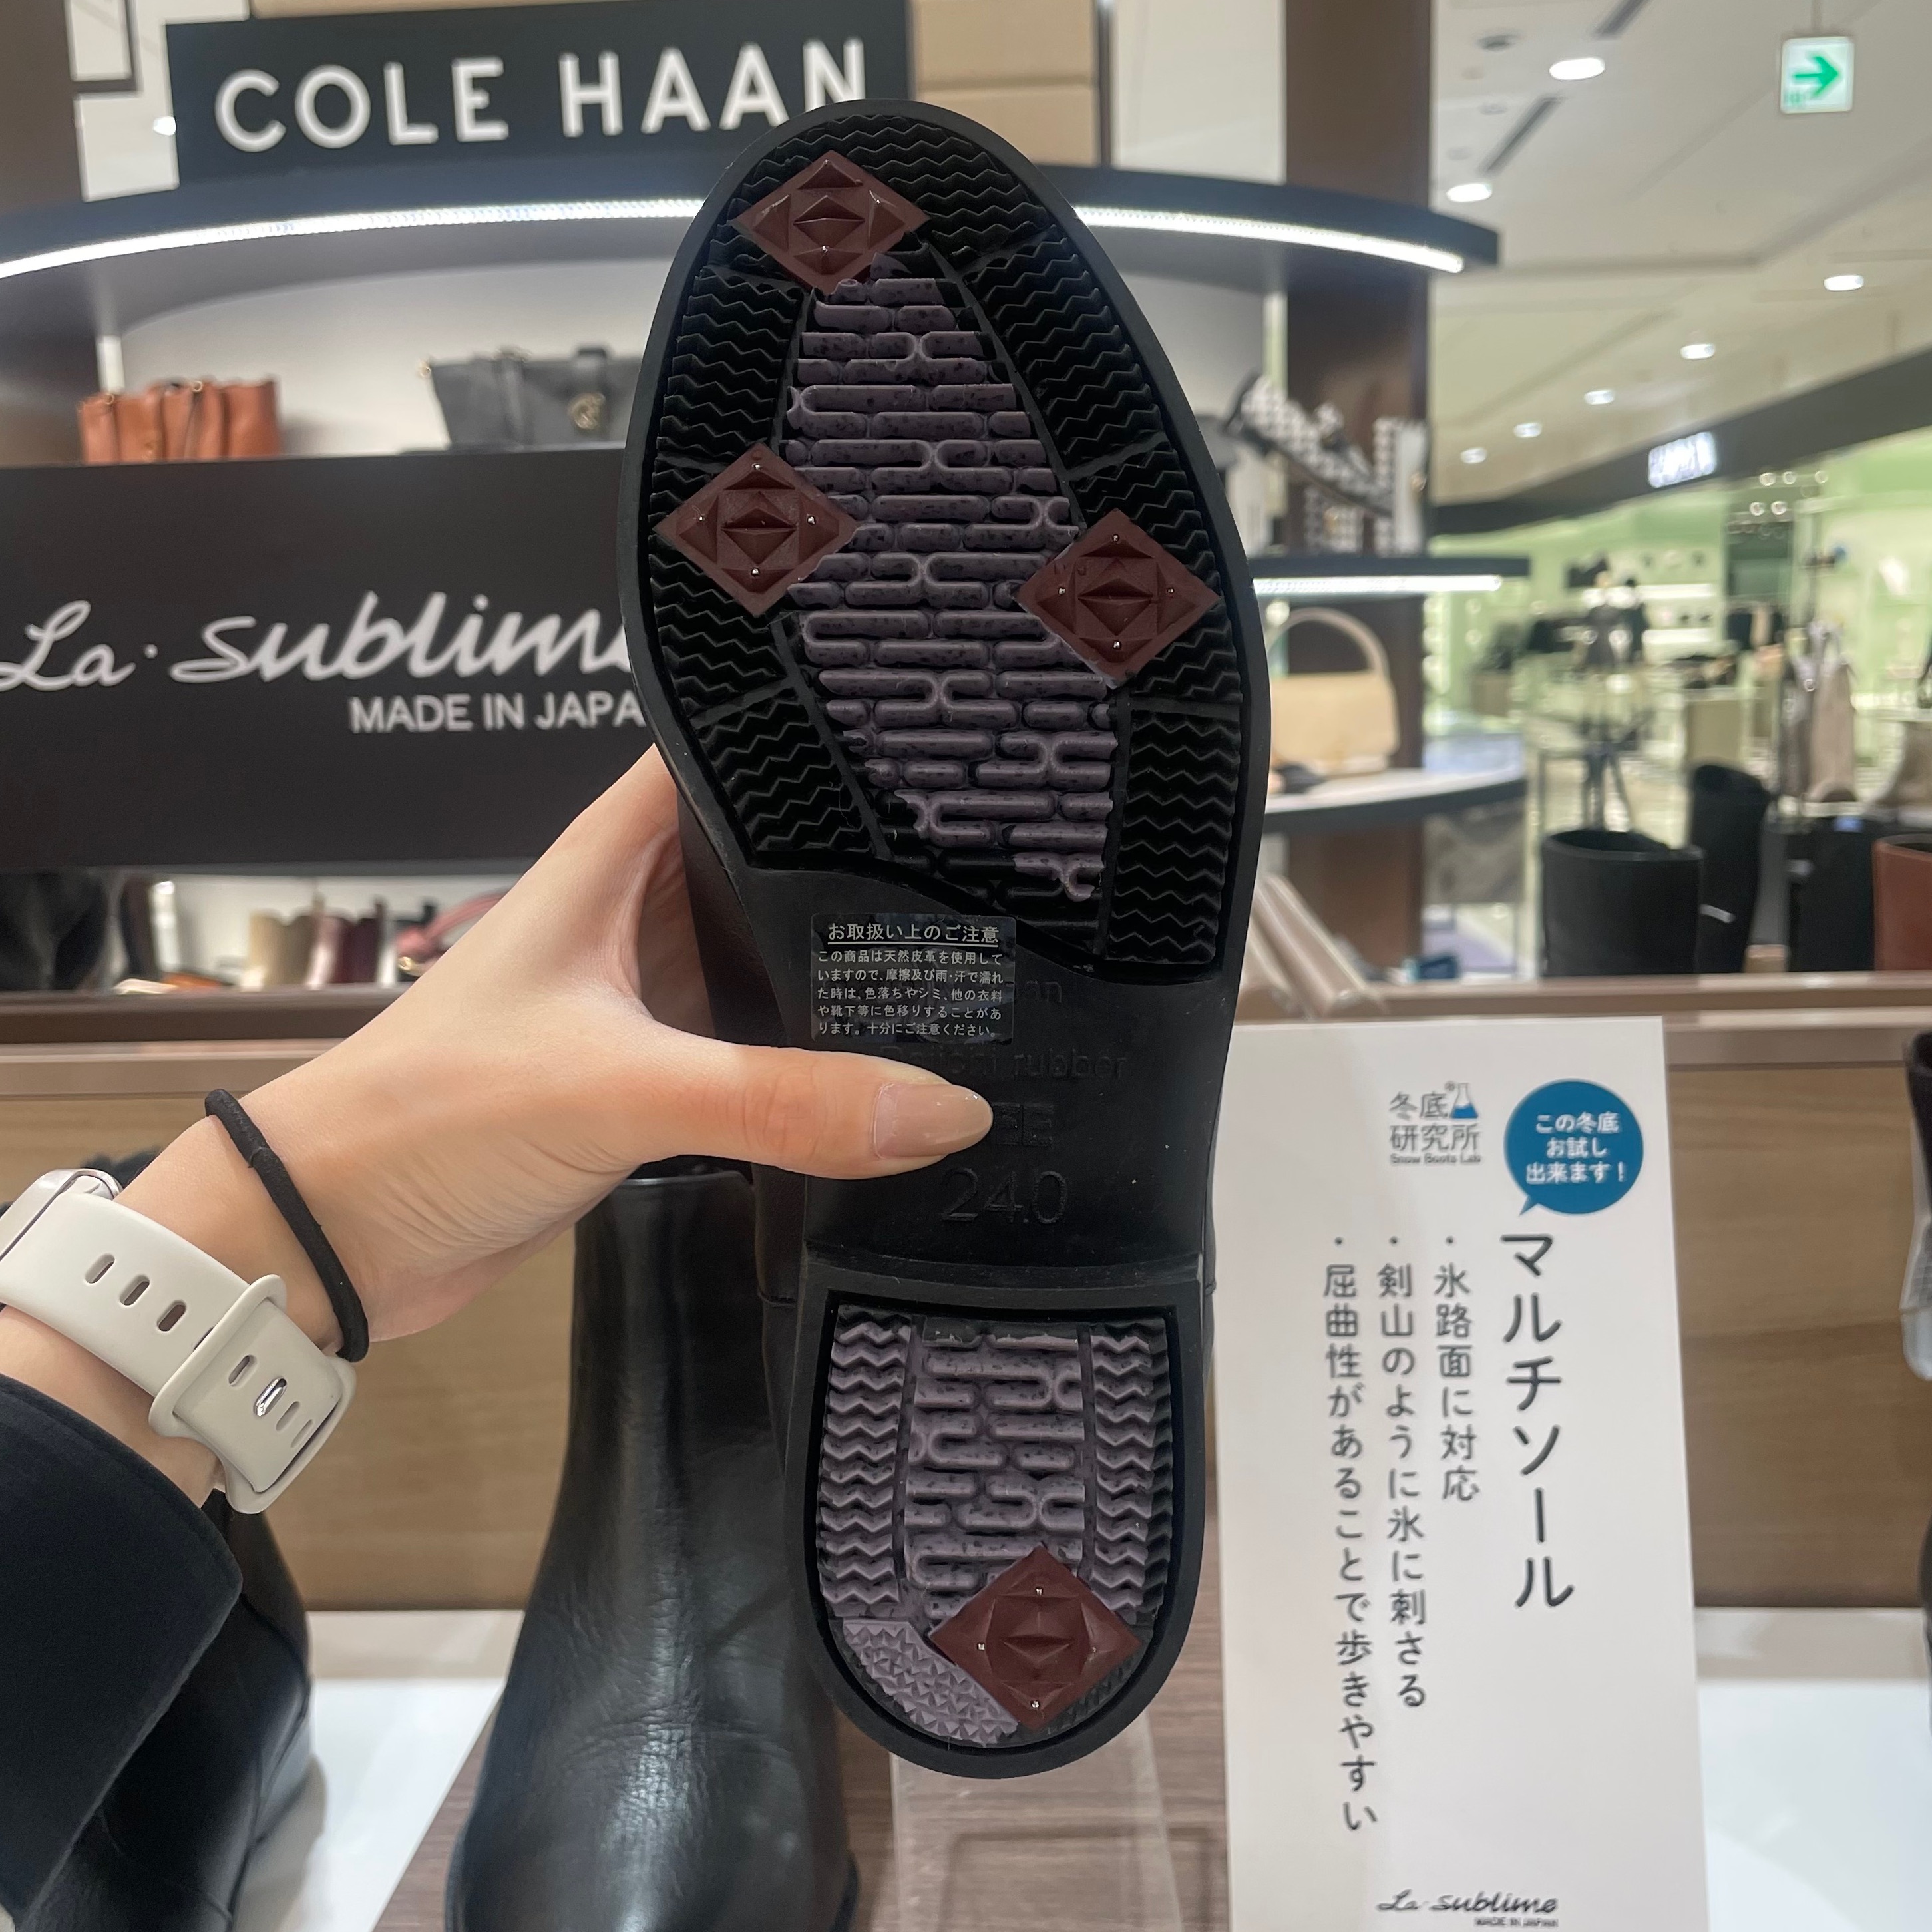 COLE HAAN
La・sublime
MADE IN JAPA
お取扱い上のご注意
この商品は天然皮革を使用して
いますので、摩擦及び雨・汗で濡れ
た時は、色落ちやシミ、他の衣料
や靴下等に色移りすることがあ
ります。十分にご注意ください。
rubber
24.0
冬底
研究所
Snow Boots Lab
この冬底
お試し
出来ます!
マルチソール
・氷路面に対応
・剣山のように氷に刺さる
・屈曲性があることで歩きやすい
La・sublime
MADE IN JAPAN